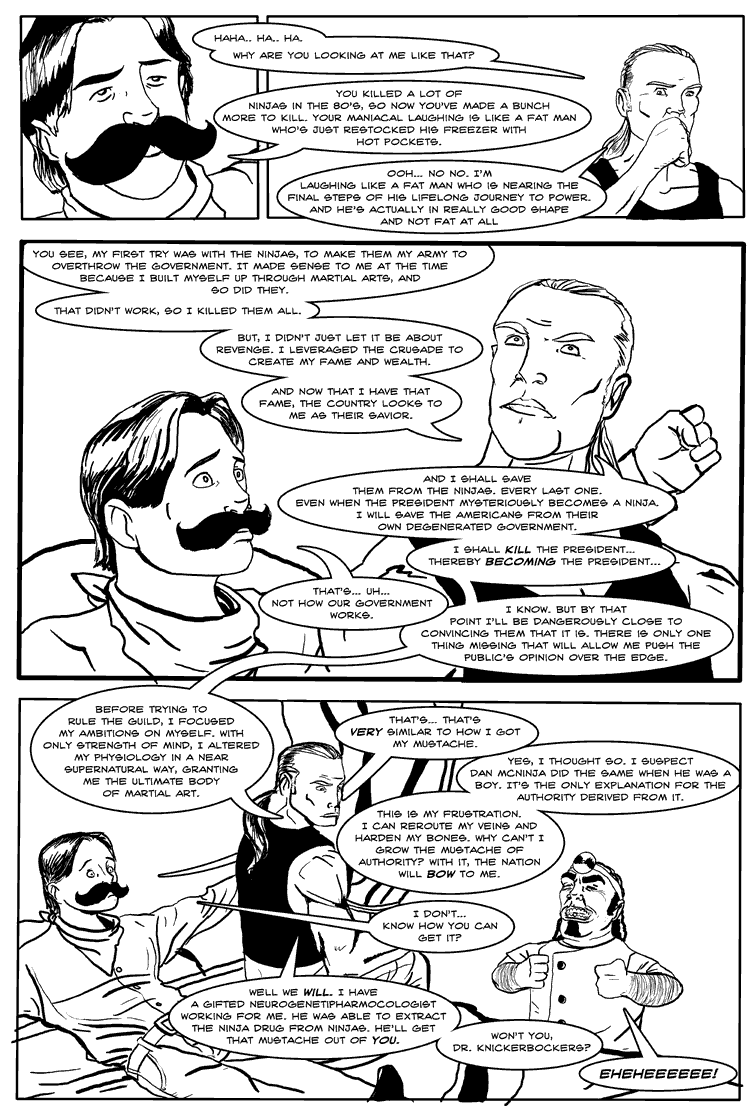 HAHA.. HA.. HA.
WHY ARE YOU LOOKING AT ME LIKE THAT?
YOU KILLED A LOT OF
NINJAS IN THE 80'S, SO NOW YOU'VE MADE A BUNCH
MORE TO KILL. YOUR MANIACAL LAUGHING IS LIKE A FAT MAN
WHO'S JUST RESTOCKED HIS FREEZER WITH
HOT POCKETS.
OOH... NO NO. I'M
LAUGHING LIKE A FAT MAN WHO IS NEARING THE
FINAL STEPS OF HIS LIFELONG JOURNEY TO POWER.
AND HE'S ACTUALLY IN REALLY GOOD SHAPE
AND NOT FAT AT ALL
YOU SEE, MY FIRST TRY WAS WITH THE NINJAS, TO MAKE THEM MY ARMY TO
OVERTHROW THE GOVERNMENT. IT MADE SENSE TO ME AT THE TIME
BECAUSE I BUILT MYSELF UP THROUGH MARTIAL ARTS, AND
SO DID THEY.
THAT DIDN'T WORK, SO I KILLED THEM ALL.
BUT, I DIDN'T JUST LET IT BE ABOUT
REVENGE. I LEVERAGED THE CRUSADE TO
CREATE MY FAME AND WEALTH.
AND NOW THAT I HAVE THAT
FAME, THE COUNTRY LOOKS TO
ME AS THEIR SAVIOR.
AND I SHALL SAVE
THEM FROM THE NINJAS. EVERY LAST ONE.
EVEN WHEN THE PRESIDENT MYSTERIOUSLY BECOMES A NINJA.
I WILL SAVE THE AMERICANS FROM THEIR
OWN DEGENERATED GOVERNMENT.
I SHALL KILL THE PRESIDENT...
THEREBY BECOMING THE PRESIDENT...
THAT'S... UH...
NOT HOW OUR GOVERNMENT
WORKS.
I KNOW. BUT BY THAT
POINT I'LL BE DANGEROUSLY CLOSE TO
CONVINCING THEM THAT IT IS. THERE IS ONLY ONE
THING MISSING THAT WILL ALLOW ME PUSH THE
PUBLIC'S OPINION OVER THE EDGE.
BEFORE TRYING TO
RULE THE GUILD, I FOCUSED
MY AMBITIONS ON MYSELF. WITH
ONLY STRENGTH OF MIND, I ALTERED
MY PHYSIOLOGY IN A NEAR
SUPERNATURAL WAY, GRANTING
ME THE ULTIMATE BODY
OF MARTIAL ART.
THAT'S... THAT'S
VERY SIMILAR TO HOW I GOT
MY MUSTACHE.
YES, I THOUGHT SO. I SUSPECT
DAN MCNINJA DID THE SAME WHEN HE WAS A
BOY. IT'S THE ONLY EXPLANATION FOR THE
AUTHORITY DERIVED FROM IT.
THIS IS MY FRUSTRATION.
I CAN REROUTE MY VEINS AND
HARDEN MY BONES. WHY CAN'T I
GROW THE MUSTACHE OF
AUTHORITY? WITH IT, THE NATION
WILL BOW TO ME.
I DON'T...
KNOW HOW YOU CAN
GET IT?
WELL WE WILL. I HAVE
A GIFTED NEUROGENETIPHARMOCOLOGIST
WORKING FOR ME. HE WAS ABLE TO EXTRACT
THE NINJA DRUG FROM NINJAS. HE'LL GET
THAT MUSTACHE OUT OF YOU.
WON'T YOU,
DR. KNICKERBOCKERS?
EHEHEEEEEE!